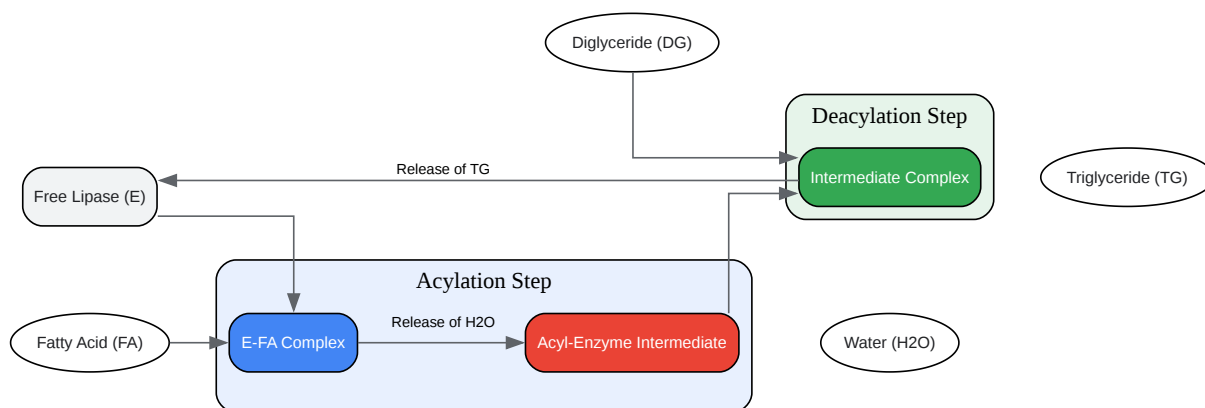 Diglyceride (DG)
Deacylation Step
Release of TG
Intermediate Complex
Triglyceride (TG)
Free Lipase (E)
Acylation Step
Fatty Acid (FA)
E-FA Complex
Release of H2O
Acyl-Enzyme Intermediate
Water (H2O)